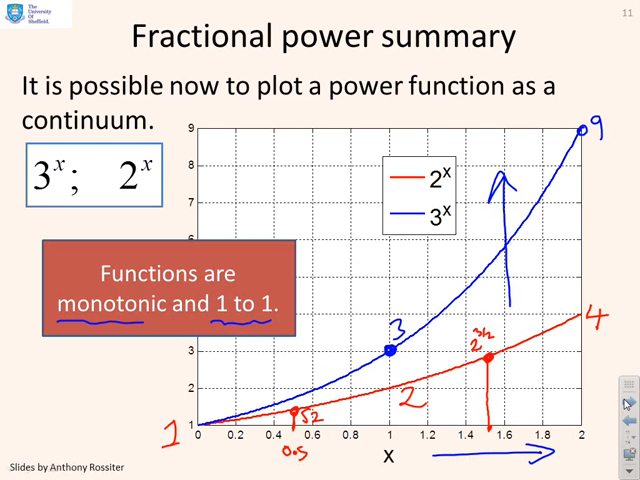 The
University
Of
Sheffield.
11
Fractional power summary
It is possible now to plot a power function as a
continuum.
3^x ; 2^x
Functions are
monotonic and 1 to 1.
2^x
3^x
9
8
7
6
3
2
1
0 0.2 0.4 0.6 0.8 1 1.2 1.4 1.6 1.8 2
x
9
3
2^3/2
4
2
√2
1
0.5
Slides by Anthony Rossiter